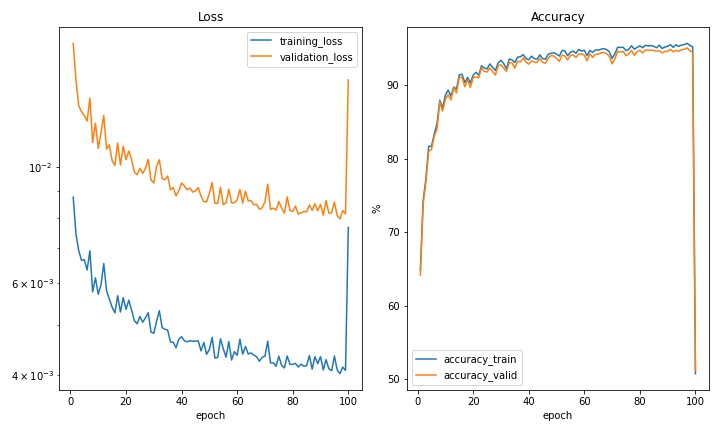 Loss
training_loss
validation_loss
10⁻²
6 × 10⁻³
4 × 10⁻³
0
20
40
60
80
100
epoch
Accuracy
%
90
80
70
60
50
accuracy_train
accuracy_valid
0
20
40
60
80
100
epoch